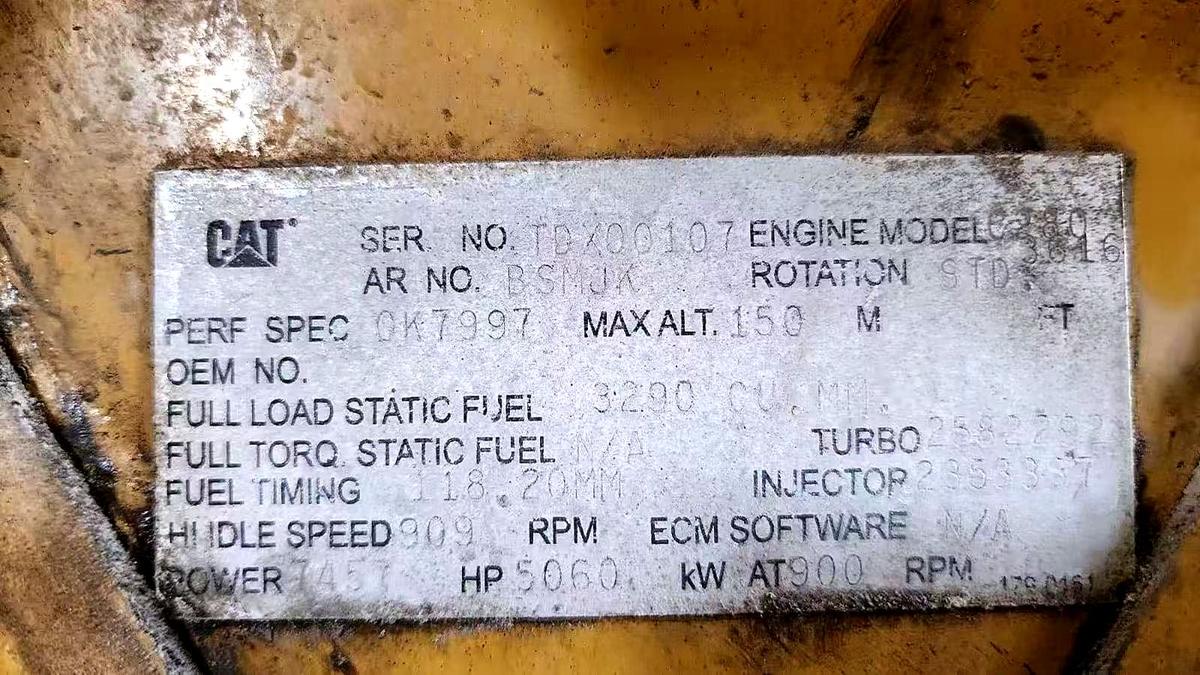 CAT® SER. NO. TDX00107 ENGINE MODEL 3616
AR NO. BSMJK ROTATION STD
PERF SPEC 0K7997 MAX ALT. 150 M FT
OEM NO.
FULL LOAD STATIC FUEL 3290 CU.MM.
FULL TORQ. STATIC FUEL N/A TURBO 2582792
FUEL TIMING 118.20MM INJECTOR
HI IDLE SPEED 909 RPM ECM SOFTWARE N/A
POWER HP 5060 kW AT 900 RPM